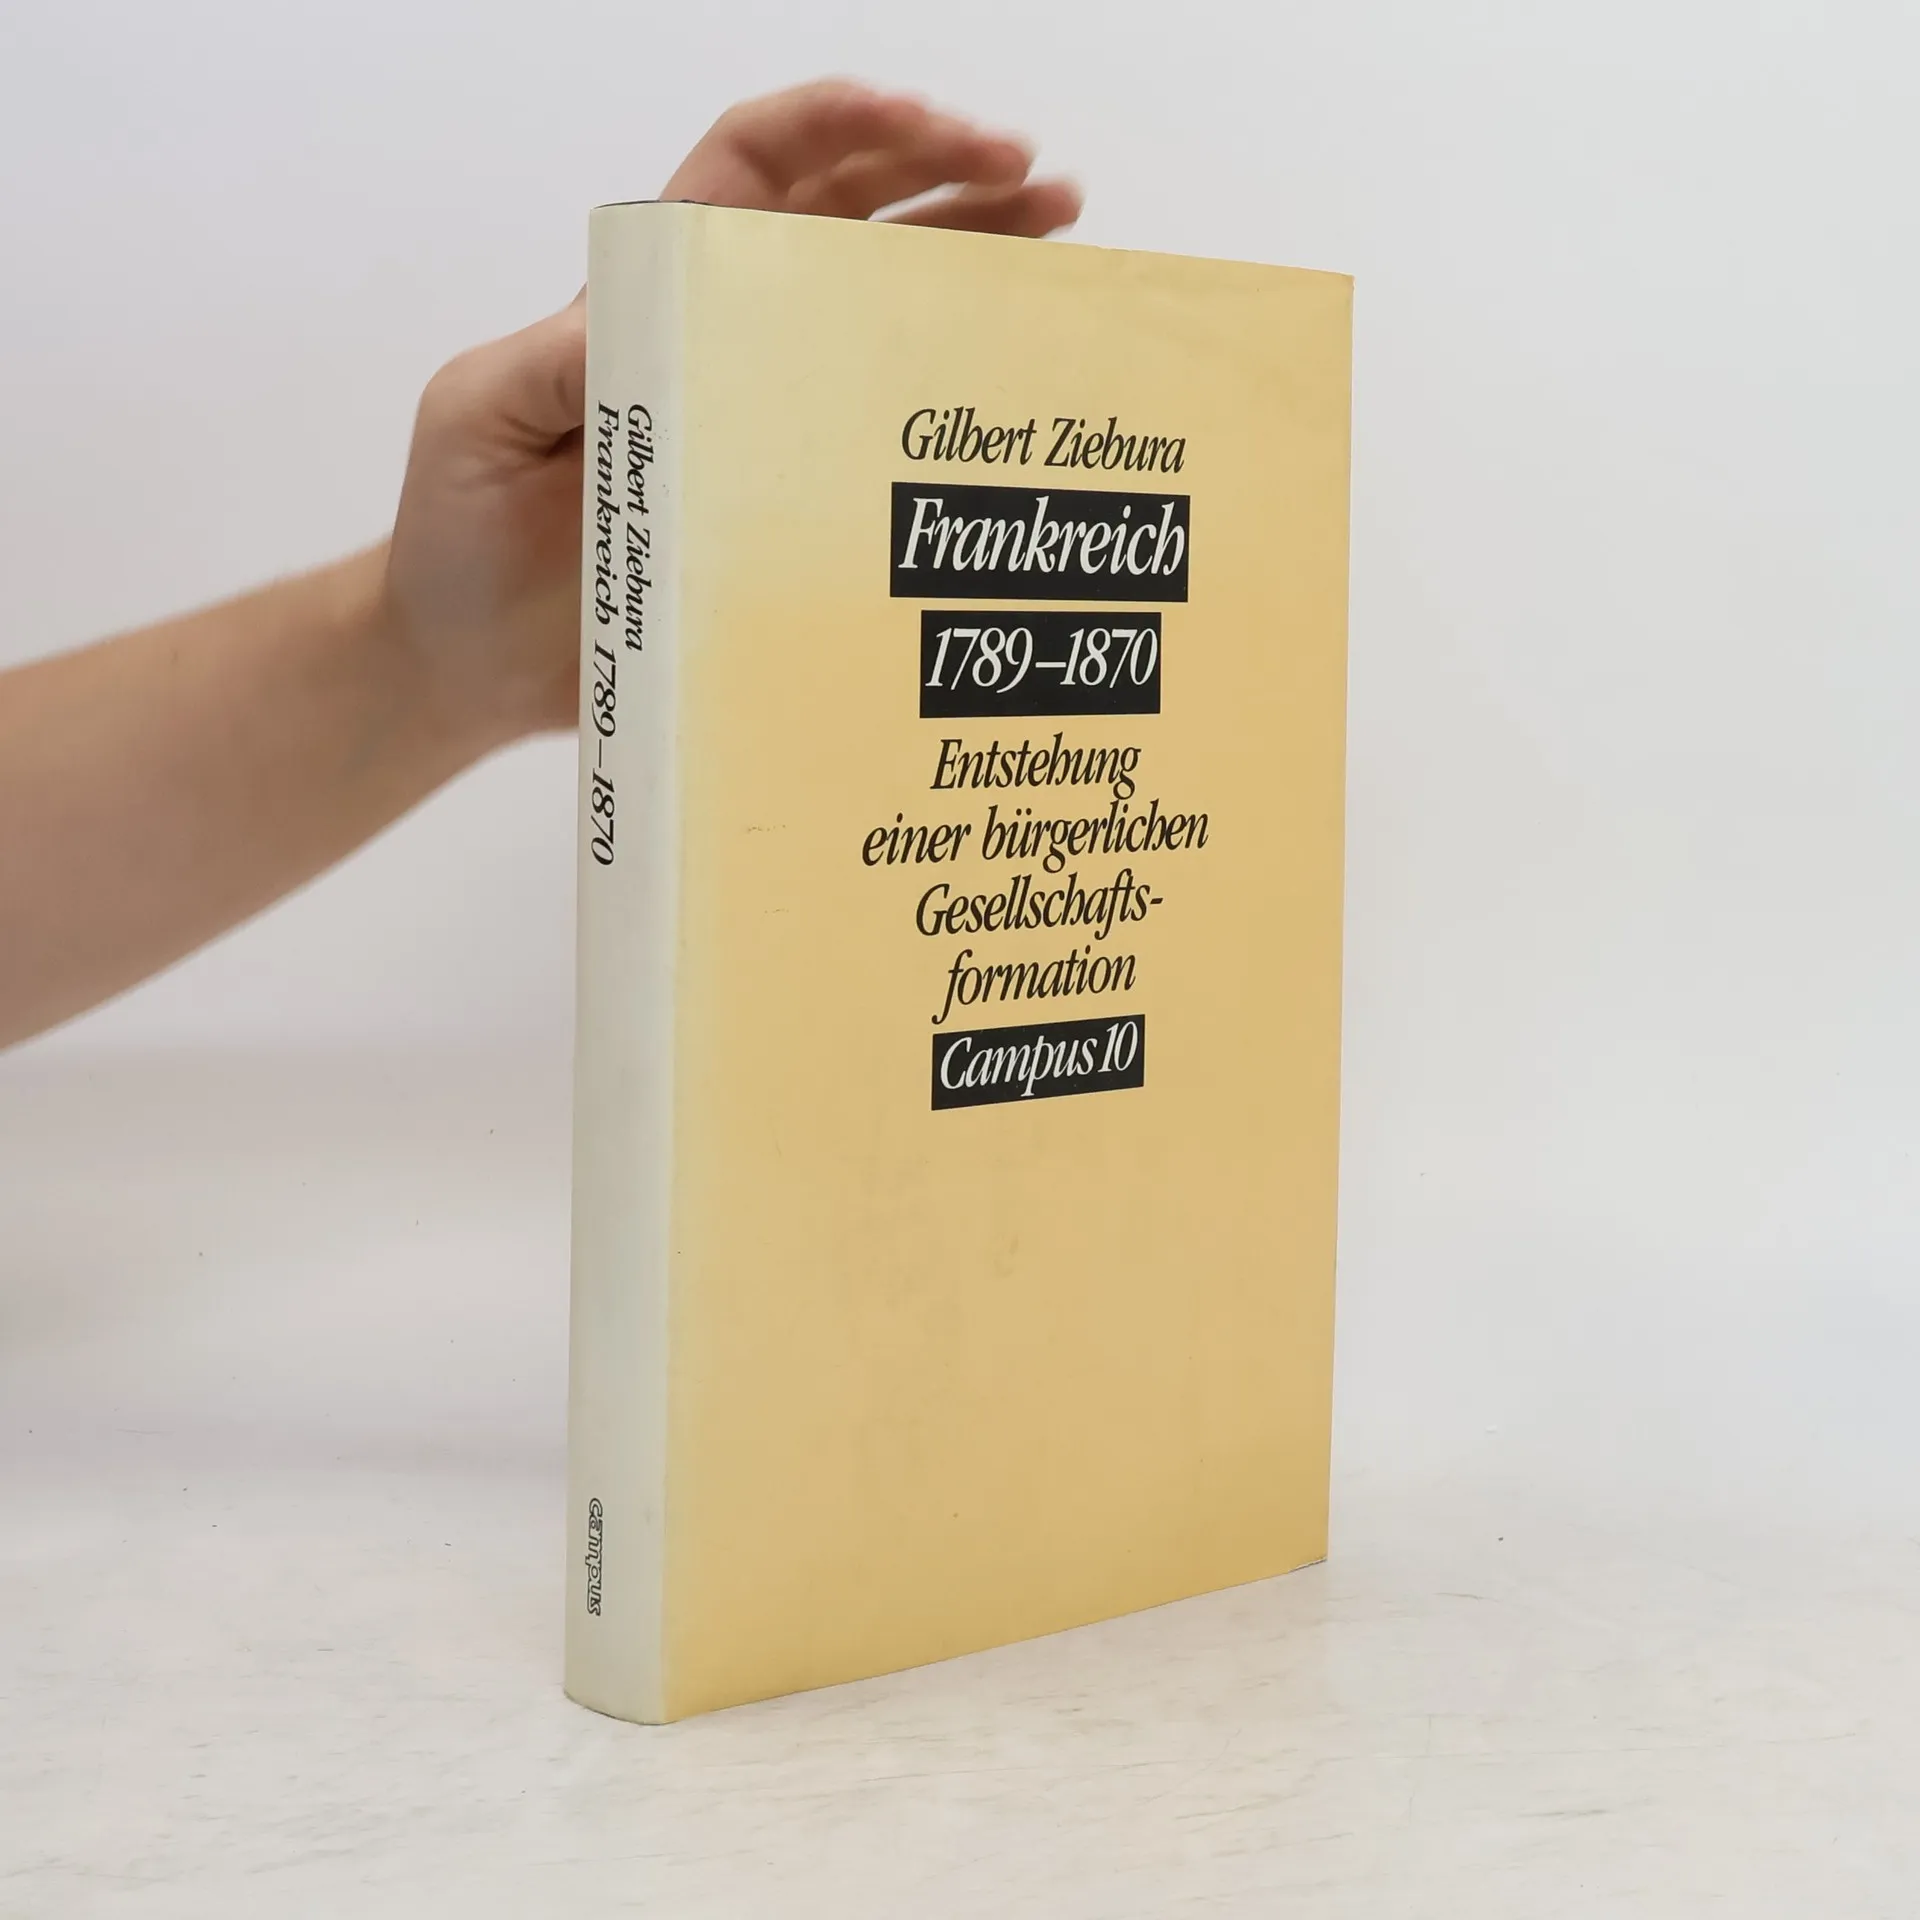 Gilbert Ziebura
Frankreich
1789–1870
Entstehung
einer bürgerlichen
Gesellschafts-
formation
Campus 10
Gilbert Ziebura
Frankreich 1789–1870
Campus